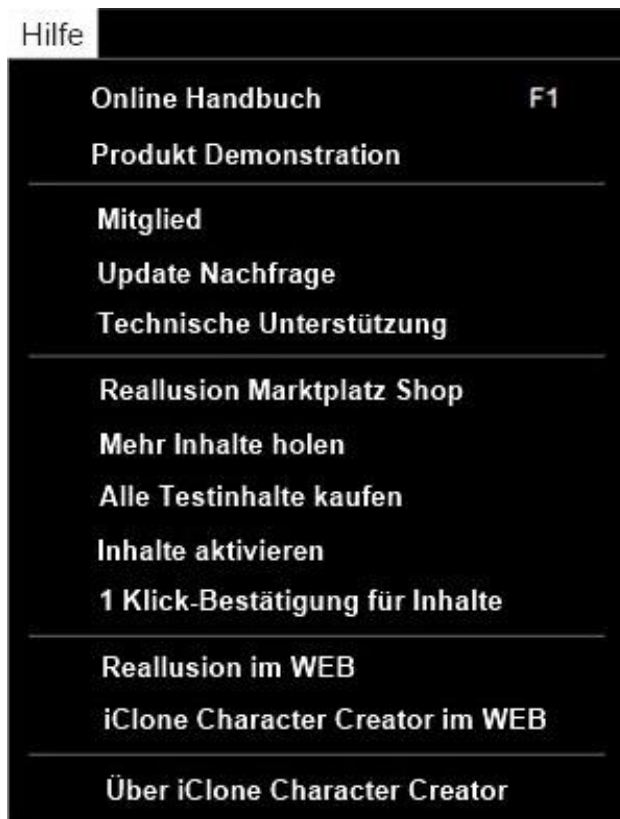 Hilfe
Online Handbuch F1
Produkt Demonstration
Mitglied
Update Nachfrage
Technische Unterstützung
Reallusion Marktplatz Shop
Mehr Inhalte holen
Alle Testinhalte kaufen
Inhalte aktivieren
1 Klick-Bestätigung für Inhalte
Reallusion im WEB
iClone Character Creator im WEB
Über iClone Character Creator